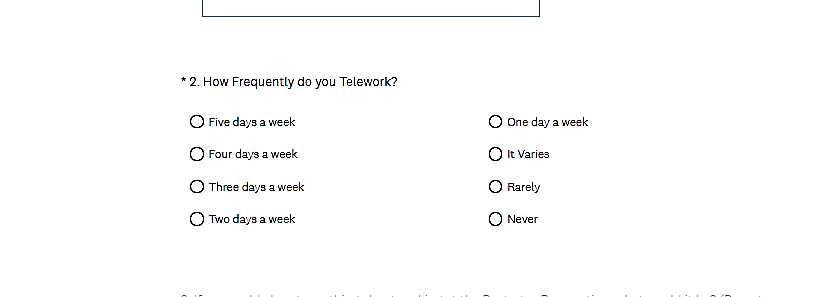 * 2. How Frequently do you Telework?
Five days a week
Four days a week
Three days a week
Two days a week
One day a week
It Varies
Rarely
Never